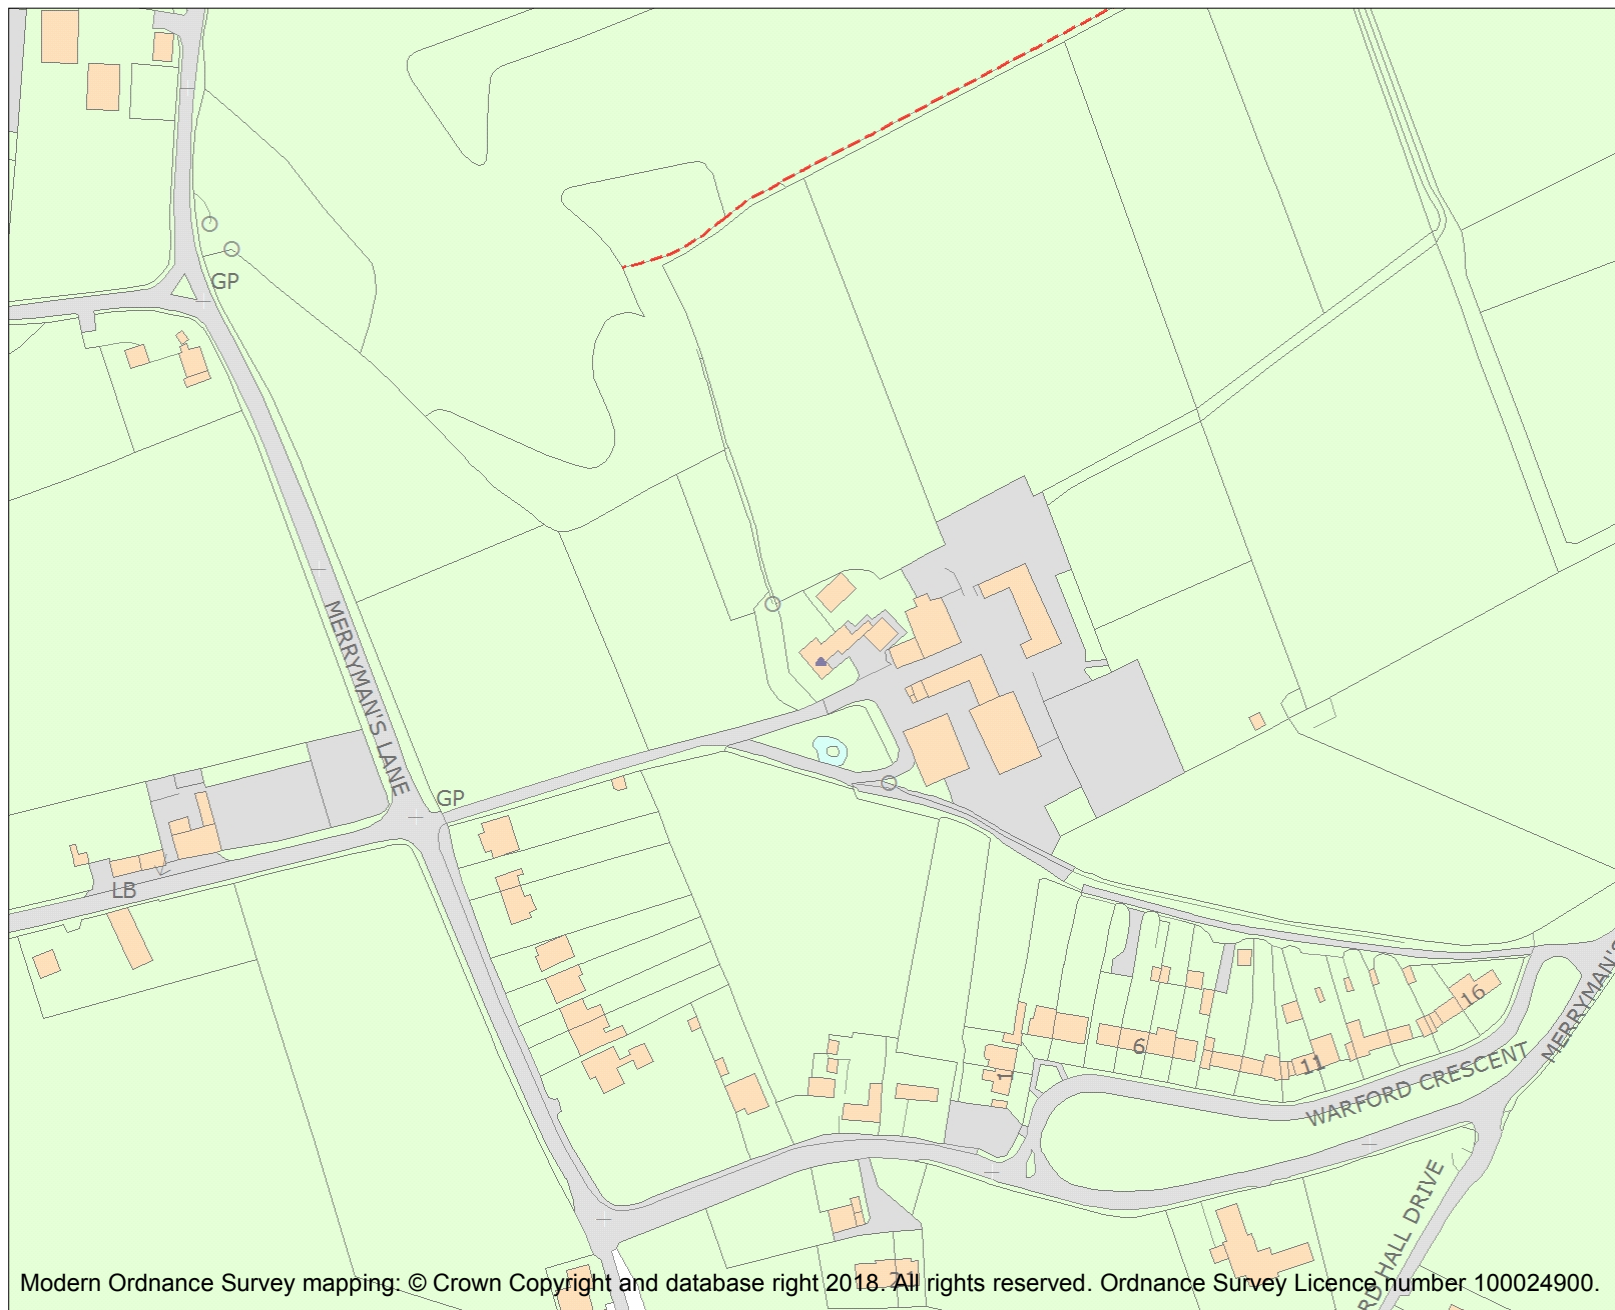 GP
MERRYMAN'S LANE
GP
LB
16
6
11
1
WARFORD CRESCENT
MERRYMAN'S
HALL DRIVE
21
Modern Ordnance Survey mapping: © Crown Copyright and database right 2018. All rights reserved. Ordnance Survey Licence number 100024900.